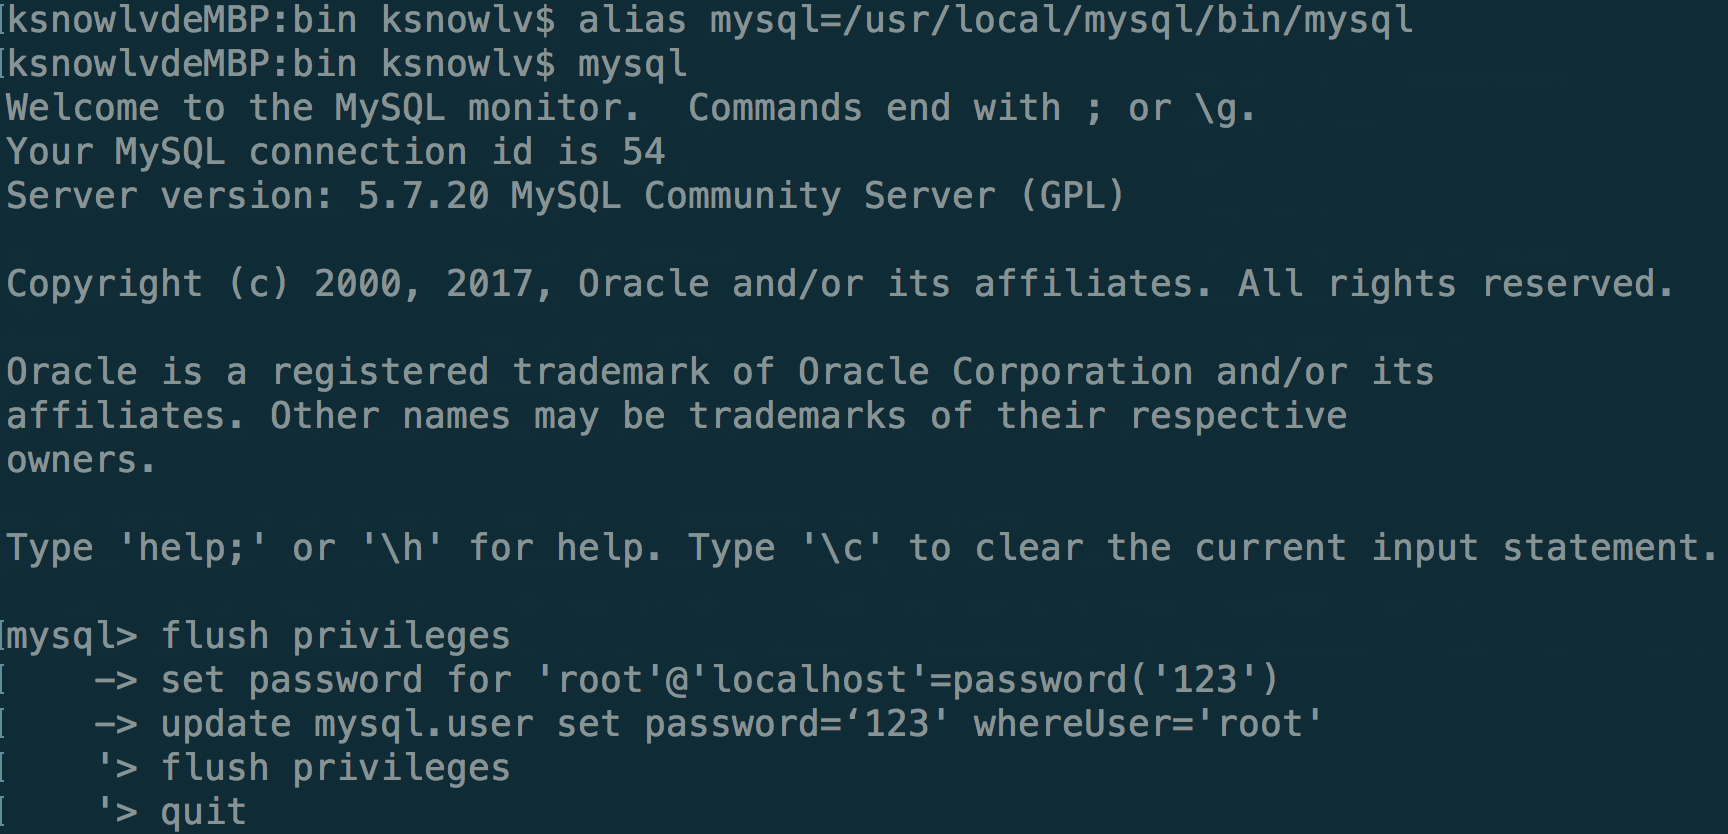 ksnowlvdeMBP:bin ksnowlv$ alias mysql=/usr/local/mysql/bin/mysql
ksnowlvdeMBP:bin ksnowlv$ mysql
Welcome to the MySQL monitor.  Commands end with ; or \g.
Your MySQL connection id is 54
Server version: 5.7.20 MySQL Community Server (GPL)
Copyright (c) 2000, 2017, Oracle and/or its affiliates. All rights reserved.
Oracle is a registered trademark of Oracle Corporation and/or its
affiliates. Other names may be trademarks of their respective
owners.
Type 'help;' or '\h' for help. Type '\c' to clear the current input statement.
mysql> flush privileges
    -> set password for 'root'@'localhost'=password('123')
    -> update mysql.user set password=‘123' whereUser='root'
    '> flush privileges
    '> quit